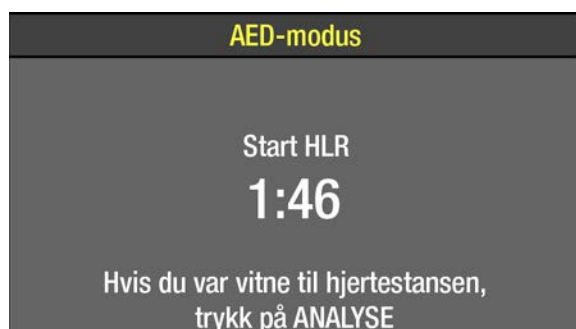 AED-modus
Start HLR
1:46
Hvis du var vitne til hjertestansen,
trykk på ANALYSE